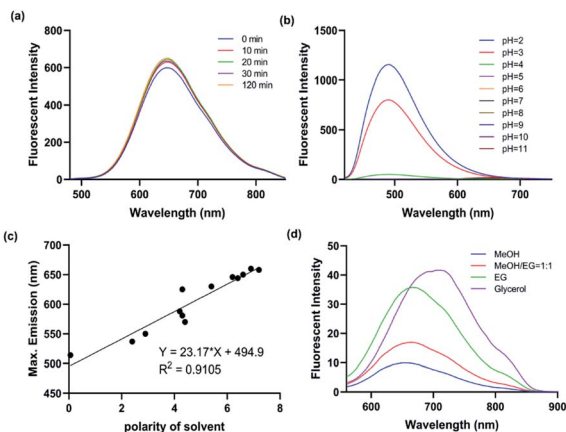 (a)
Fluorescent Intensity
800
600
400
200
0
500
600
700
800
Wavelength (nm)
0 min
10 min
20 min
30 min
120 min
(b)
Fluorescent Intensity
1500
1000
500
0
500
600
700
Wavelength (nm)
pH=2
pH=3
pH=4
pH=5
pH=6
pH=7
pH=8
pH=9
pH=10
pH=11
(c)
Max. Emission (nm)
700
650
600
550
500
450
0
2
4
6
8
polarity of solvent
Y = 23.17*X + 494.9
R² = 0.9105
(d)
Fluorescent Intensity
50
40
30
20
10
0
600
700
800
900
Wavelength (nm)
MeOH
MeOH/EG=1:1
EG
Glycerol